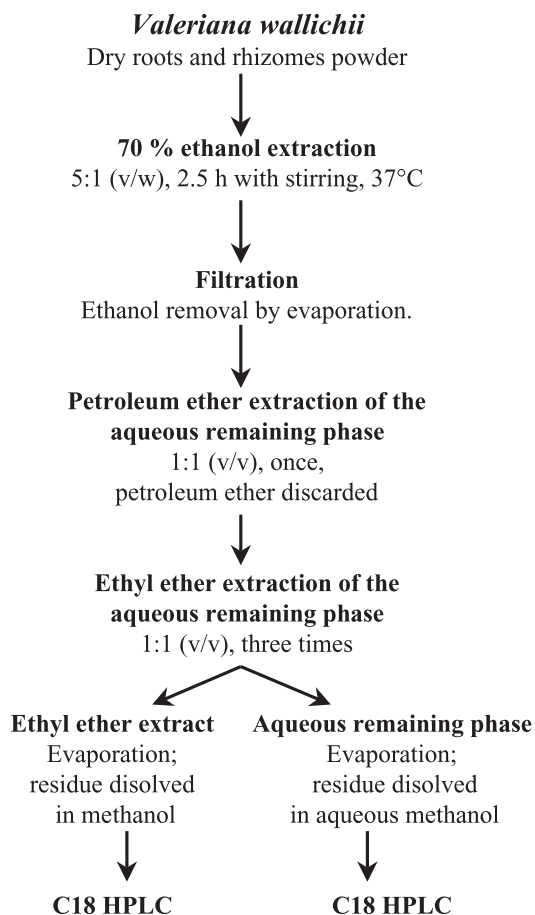 Valeriana wallichii
Dry roots and rhizomes powder
70 % ethanol extraction
5:1 (v/w), 2.5 h with stirring, 37°C
Filtration
Ethanol removal by evaporation.
Petroleum ether extraction of the
aqueous remaining phase
1:1 (v/v), once,
petroleum ether discarded
Ethyl ether extraction of the
aqueous remaining phase
1:1 (v/v), three times
Ethyl ether extract
Evaporation;
residue disolved
in methanol
C18 HPLC
Aqueous remaining phase
Evaporation;
residue disolved
in aqueous methanol
C18 HPLC